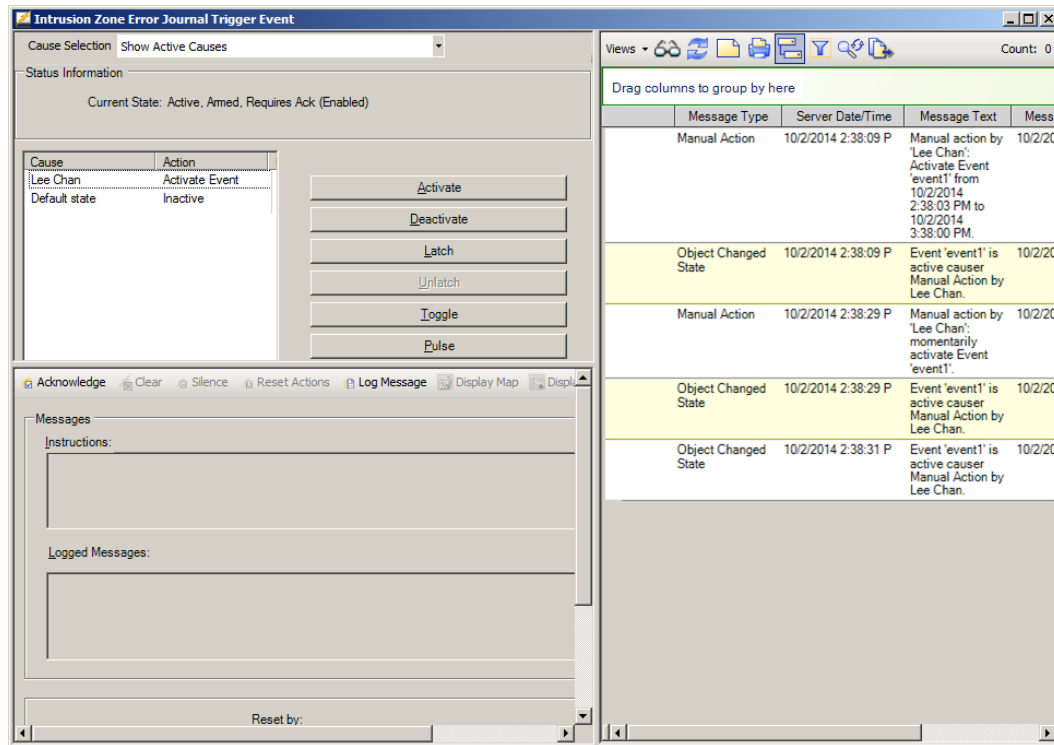 Intrusion Zone Error Journal Trigger Event
Cause Selection Show Active Causes
Status Information
Current State: Active, Armed, Requires Ack (Enabled)
Cause Action
Lee Chan Activate Event
Default state Inactive
Activate
Deactivate
Latch
Unlatch
Toggle
Pulse
Acknowledge Clear Silence Reset Actions Log Message Display Map Displa
Messages
Instructions:
Logged Messages:
Reset by:
Views Count: 0
Drag columns to group by here
Message Type Server Date/Time Message Text Mess
Manual Action 10/2/2014 2:38:09 P Manual action by 10/2/20
'Lee Chan':
Activate Event
'event1' from
10/2/2014
2:38:03 PM to
10/2/2014
3:38:00 PM.
Object Changed 10/2/2014 2:38:09 P Event 'event1' is 10/2/20
State active causer
Manual Action by
Lee Chan.
Manual Action 10/2/2014 2:38:29 P Manual action by 10/2/20
'Lee Chan':
momentarily
activate Event
'event1'.
Object Changed 10/2/2014 2:38:29 P Event 'event1' is 10/2/20
State active causer
Manual Action by
Lee Chan.
Object Changed 10/2/2014 2:38:31 P Event 'event1' is 10/2/20
State active causer
Manual Action by
Lee Chan.